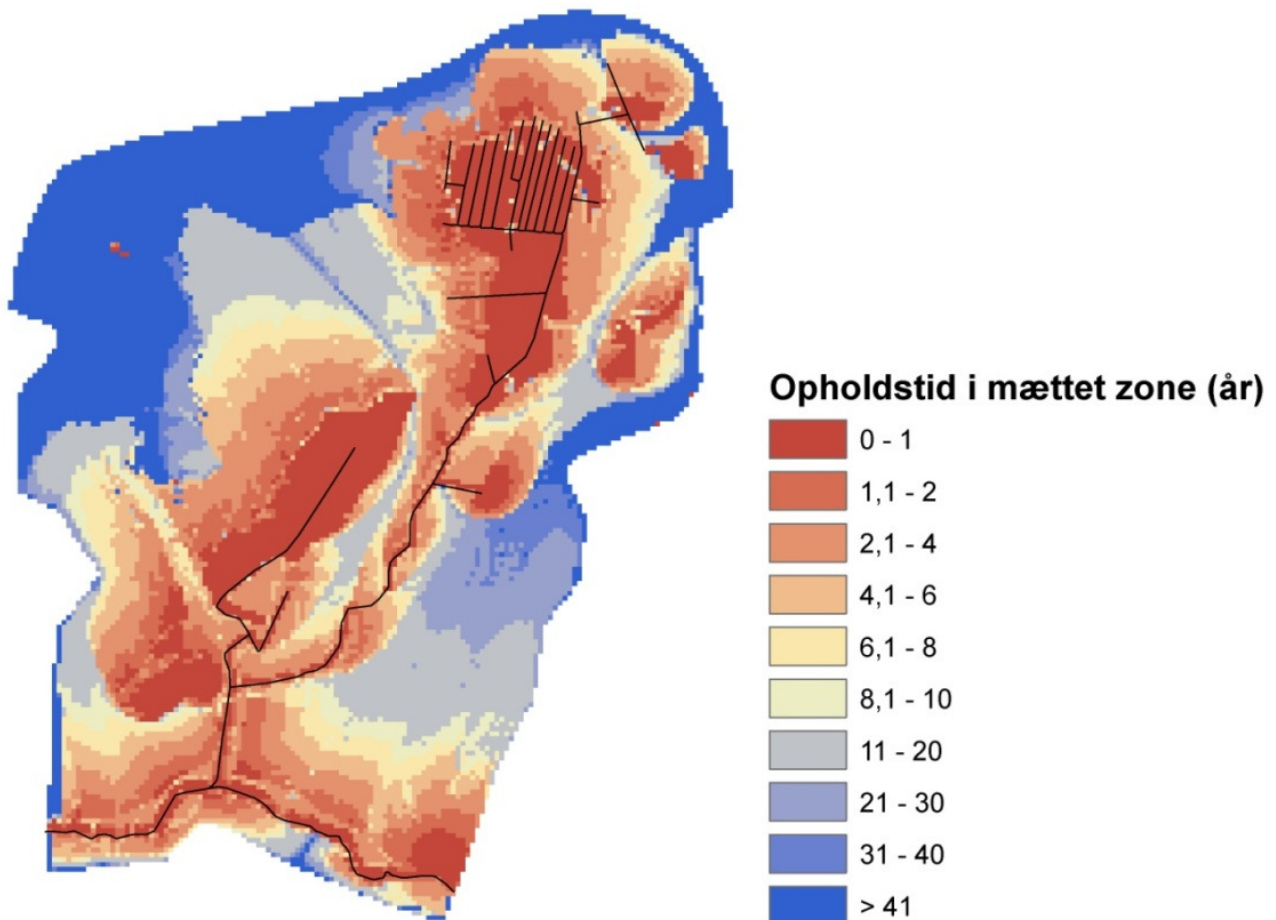 Opholdstid i mættet zone (år)
0 - 1
1,1 - 2
2,1 - 4
4,1 - 6
6,1 - 8
8,1 - 10
11 - 20
21 - 30
31 - 40
> 41